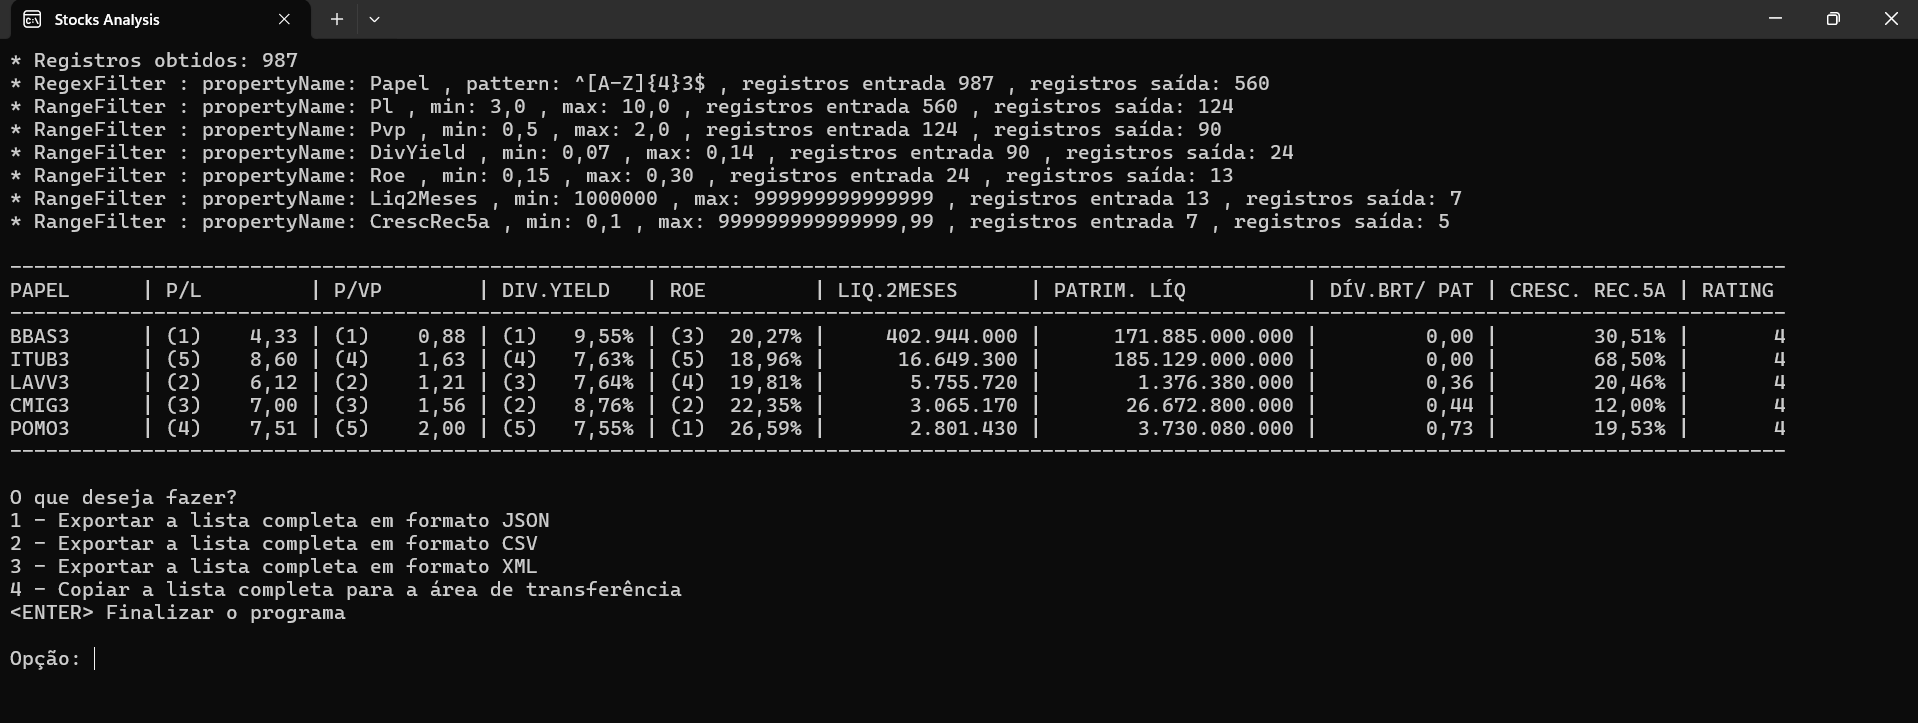 Stocks Analysis
* Registros obtidos: 987
* RegexFilter : propertyName: Papel , pattern: ^[A-Z]{4}3$ , registros entrada 987 , registros saída: 560
* RangeFilter : propertyName: Pl , min: 3,0 , max: 10,0 , registros entrada 560 , registros saída: 124
* RangeFilter : propertyName: Pvp , min: 0,5 , max: 2,0 , registros entrada 124 , registros saída: 90
* RangeFilter : propertyName: DivYield , min: 0,07 , max: 0,14 , registros entrada 90 , registros saída: 24
* RangeFilter : propertyName: Roe , min: 0,15 , max: 0,30 , registros entrada 24 , registros saída: 13
* RangeFilter : propertyName: Liq2Meses , min: 1000000 , max: 999999999999999 , registros entrada 13 , registros saída: 7
* RangeFilter : propertyName: CrescRec5a , min: 0,1 , max: 999999999999999,99 , registros entrada 7 , registros saída: 5
PAPEL | P/L | P/VP | DIV.YIELD | ROE | LIQ.2MESES | PATRIM. LÍQ | DÍV.BRT/ PAT | CRESC. REC.5A | RATING
BBAS3 | (1) 4,33 | (1) 0,88 | (1) 9,55% | (3) 20,27% | 402.944.000 | 171.885.000.000 | 0,00 | 30,51% | 4
ITUB3 | (5) 8,60 | (4) 1,63 | (4) 7,63% | (5) 18,96% | 16.649.300 | 185.129.000.000 | 0,00 | 68,50% | 4
LAVV3 | (2) 6,12 | (2) 1,21 | (3) 7,64% | (4) 19,81% | 5.755.720 | 1.376.380.000 | 0,36 | 20,46% | 4
CMIG3 | (3) 7,00 | (3) 1,56 | (2) 8,76% | (2) 22,35% | 3.065.170 | 26.672.800.000 | 0,44 | 12,00% | 4
POMO3 | (4) 7,51 | (5) 2,00 | (5) 7,55% | (1) 26,59% | 2.801.430 | 3.730.080.000 | 0,73 | 19,53% | 4
O que deseja fazer?
1 - Exportar a lista completa em formato JSON
2 - Exportar a lista completa em formato CSV
3 - Exportar a lista completa em formato XML
4 - Copiar a lista completa para a área de transferência
<ENTER> Finalizar o programa
Opção: